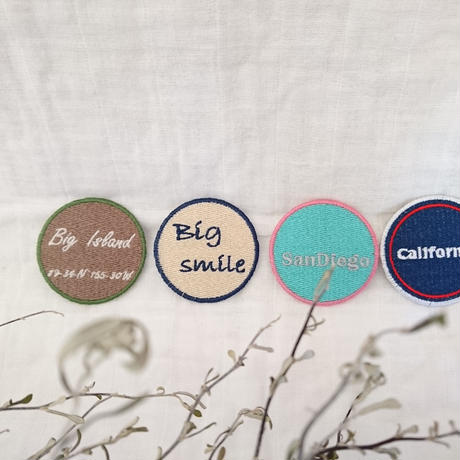 Big Island
Big
smile
SanDiego
Californ